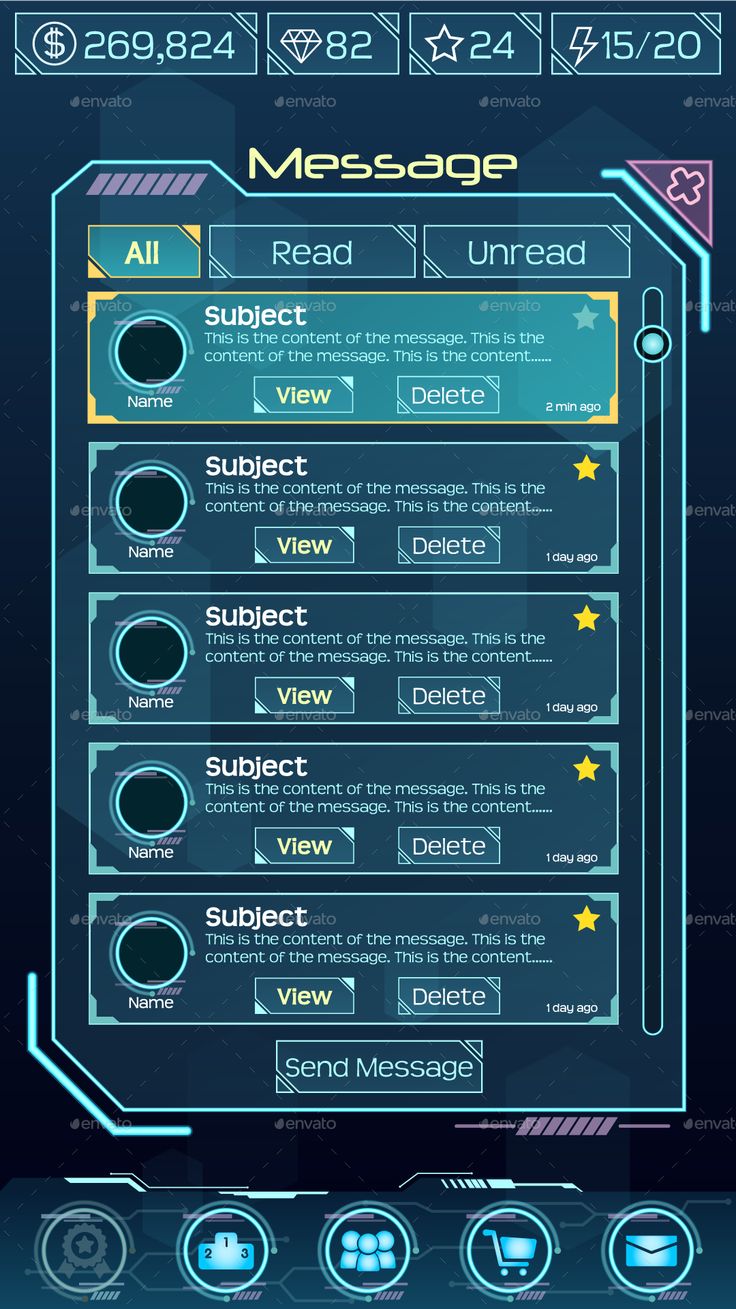 269,824 82 24 15/20
Message
All Read Unread
Subject
This is the content of the message. This is the
content of the message. This is the content......
Name
View Delete
2 min ago
Subject
This is the content of the message. This is the
content of the message. This is the content......
Name
View Delete
1 day ago
Subject
This is the content of the message. This is the
content of the message. This is the content......
Name
View Delete
1 day ago
Subject
This is the content of the message. This is the
content of the message. This is the content......
Name
View Delete
1 day ago
Subject
This is the content of the message. This is the
content of the message. This is the content......
Name
View Delete
1 day ago
Send Message
2 1 3
envato